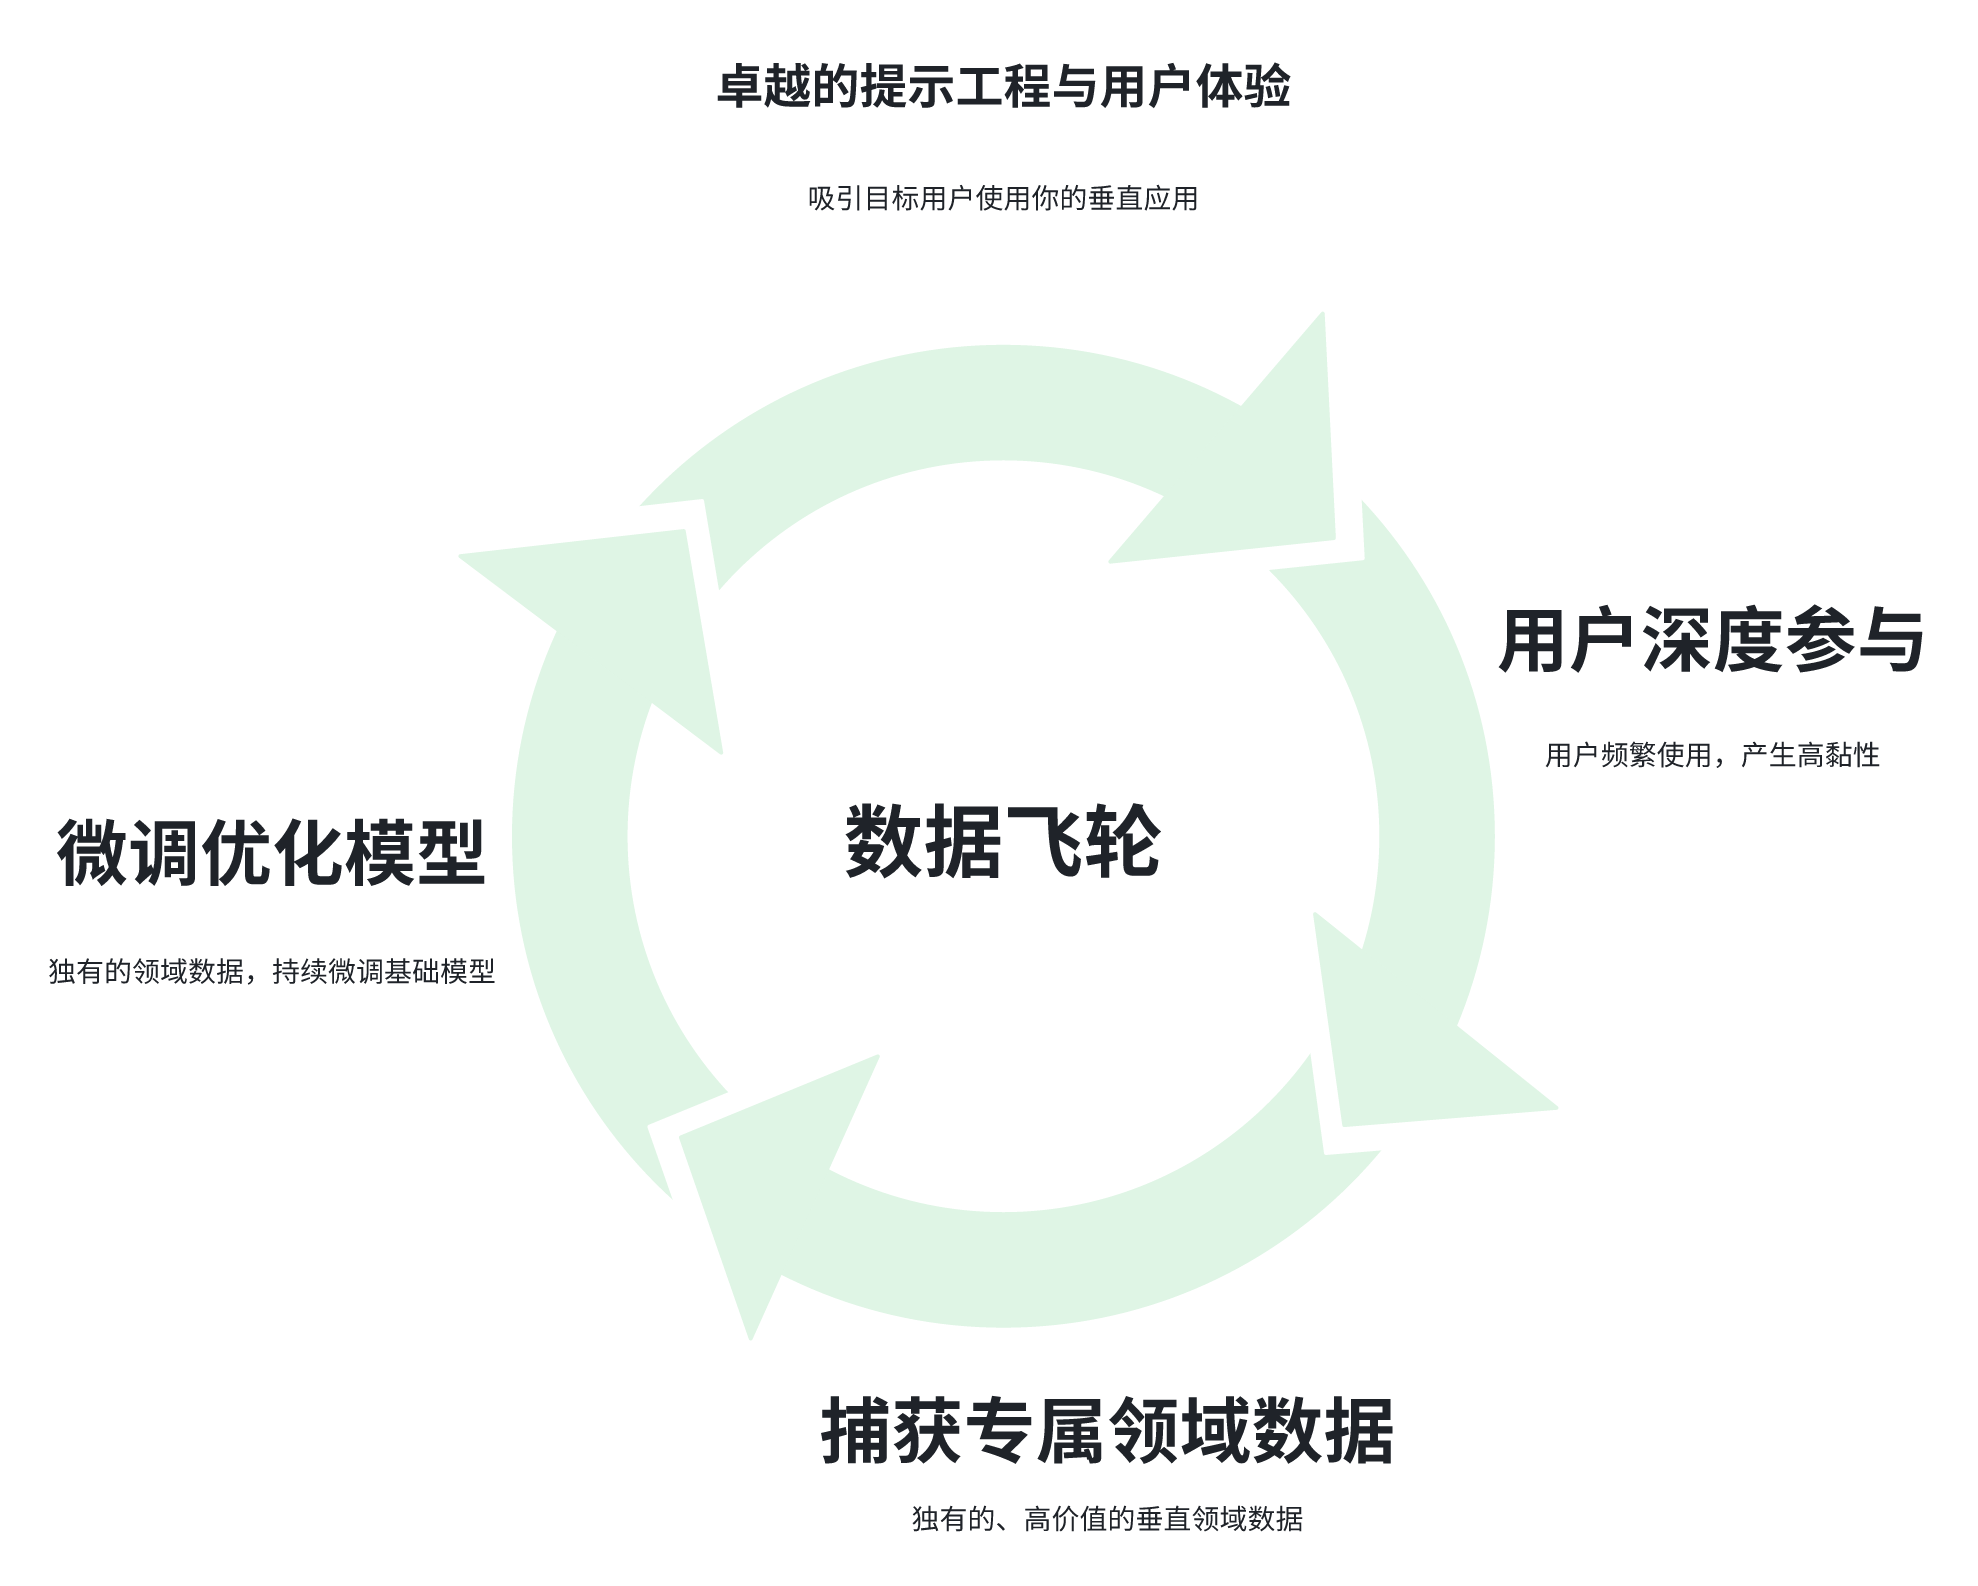 卓越的提示工程与用户体验
吸引目标用户使用你的垂直应用
用户深度参与
用户频繁使用，产生高黏性
数据飞轮
微调优化模型
独有的领域数据，持续微调基础模型
捕获专属领域数据
独有的、高价值的垂直领域数据